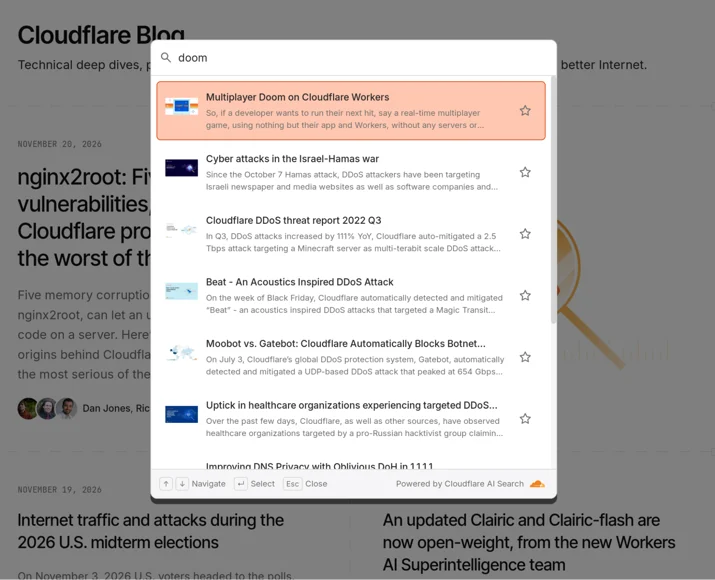 Cloudflare Blog
Technical deep dives, p
better Internet.
doom
Multiplayer Doom on Cloudflare Workers
So, if a developer wants to run their next hit, say a real-time multiplayer
game, using nothing but their app and Workers, without any servers or...
Cyber attacks in the Israel-Hamas war
Since the October 7 Hamas attack, DDoS attackers have been targeting
Israeli newspaper and media websites as well as software companies and...
Cloudflare DDoS threat report 2022 Q3
In Q3, DDoS attacks increased by 111% YoY, Cloudflare auto-mitigated a 2.5
Tbps attack targeting a Minecraft server as multi-terabit scale DDoS attack...
Beat - An Acoustics Inspired DDoS Attack
On the week of Black Friday, Cloudflare automatically detected and mitigated
“Beat” - an acoustics inspired DDoS attacks that targeted a Magic Transit...
Moobot vs. Gatebot: Cloudflare Automatically Blocks Botnet...
On July 3, Cloudflare’s global DDoS protection system, Gatebot, automatically
detected and mitigated a UDP-based DDoS attack that peaked at 654 Gbps...
Uptick in healthcare organizations experiencing targeted DDoS...
Over the past few days, Cloudflare, as well as other sources, have observed
healthcare organizations targeted by a pro-Russian hacktivist group claimin...
Improving DNS Privacy with Oblivious DoH in 1.1.1.1
Navigate
Select
Esc Close
Powered by Cloudflare AI Search
NOVEMBER 20, 2026
nginx2root: Fi
vulnerabilities,
Cloudflare pro
the worst of th
Five memory corruptio
nginx2root, can let an u
code on a server. Here
origins behind Cloudfla
the most serious of the
Dan Jones, Ric
NOVEMBER 19, 2026
Internet traffic and attacks during the
2026 U.S. midterm elections
On November 3, 2026 U.S. voters headed to the polls
An updated Clairic and Clairic-flash are
now open-weight, from the new Workers
AI Superintelligence team